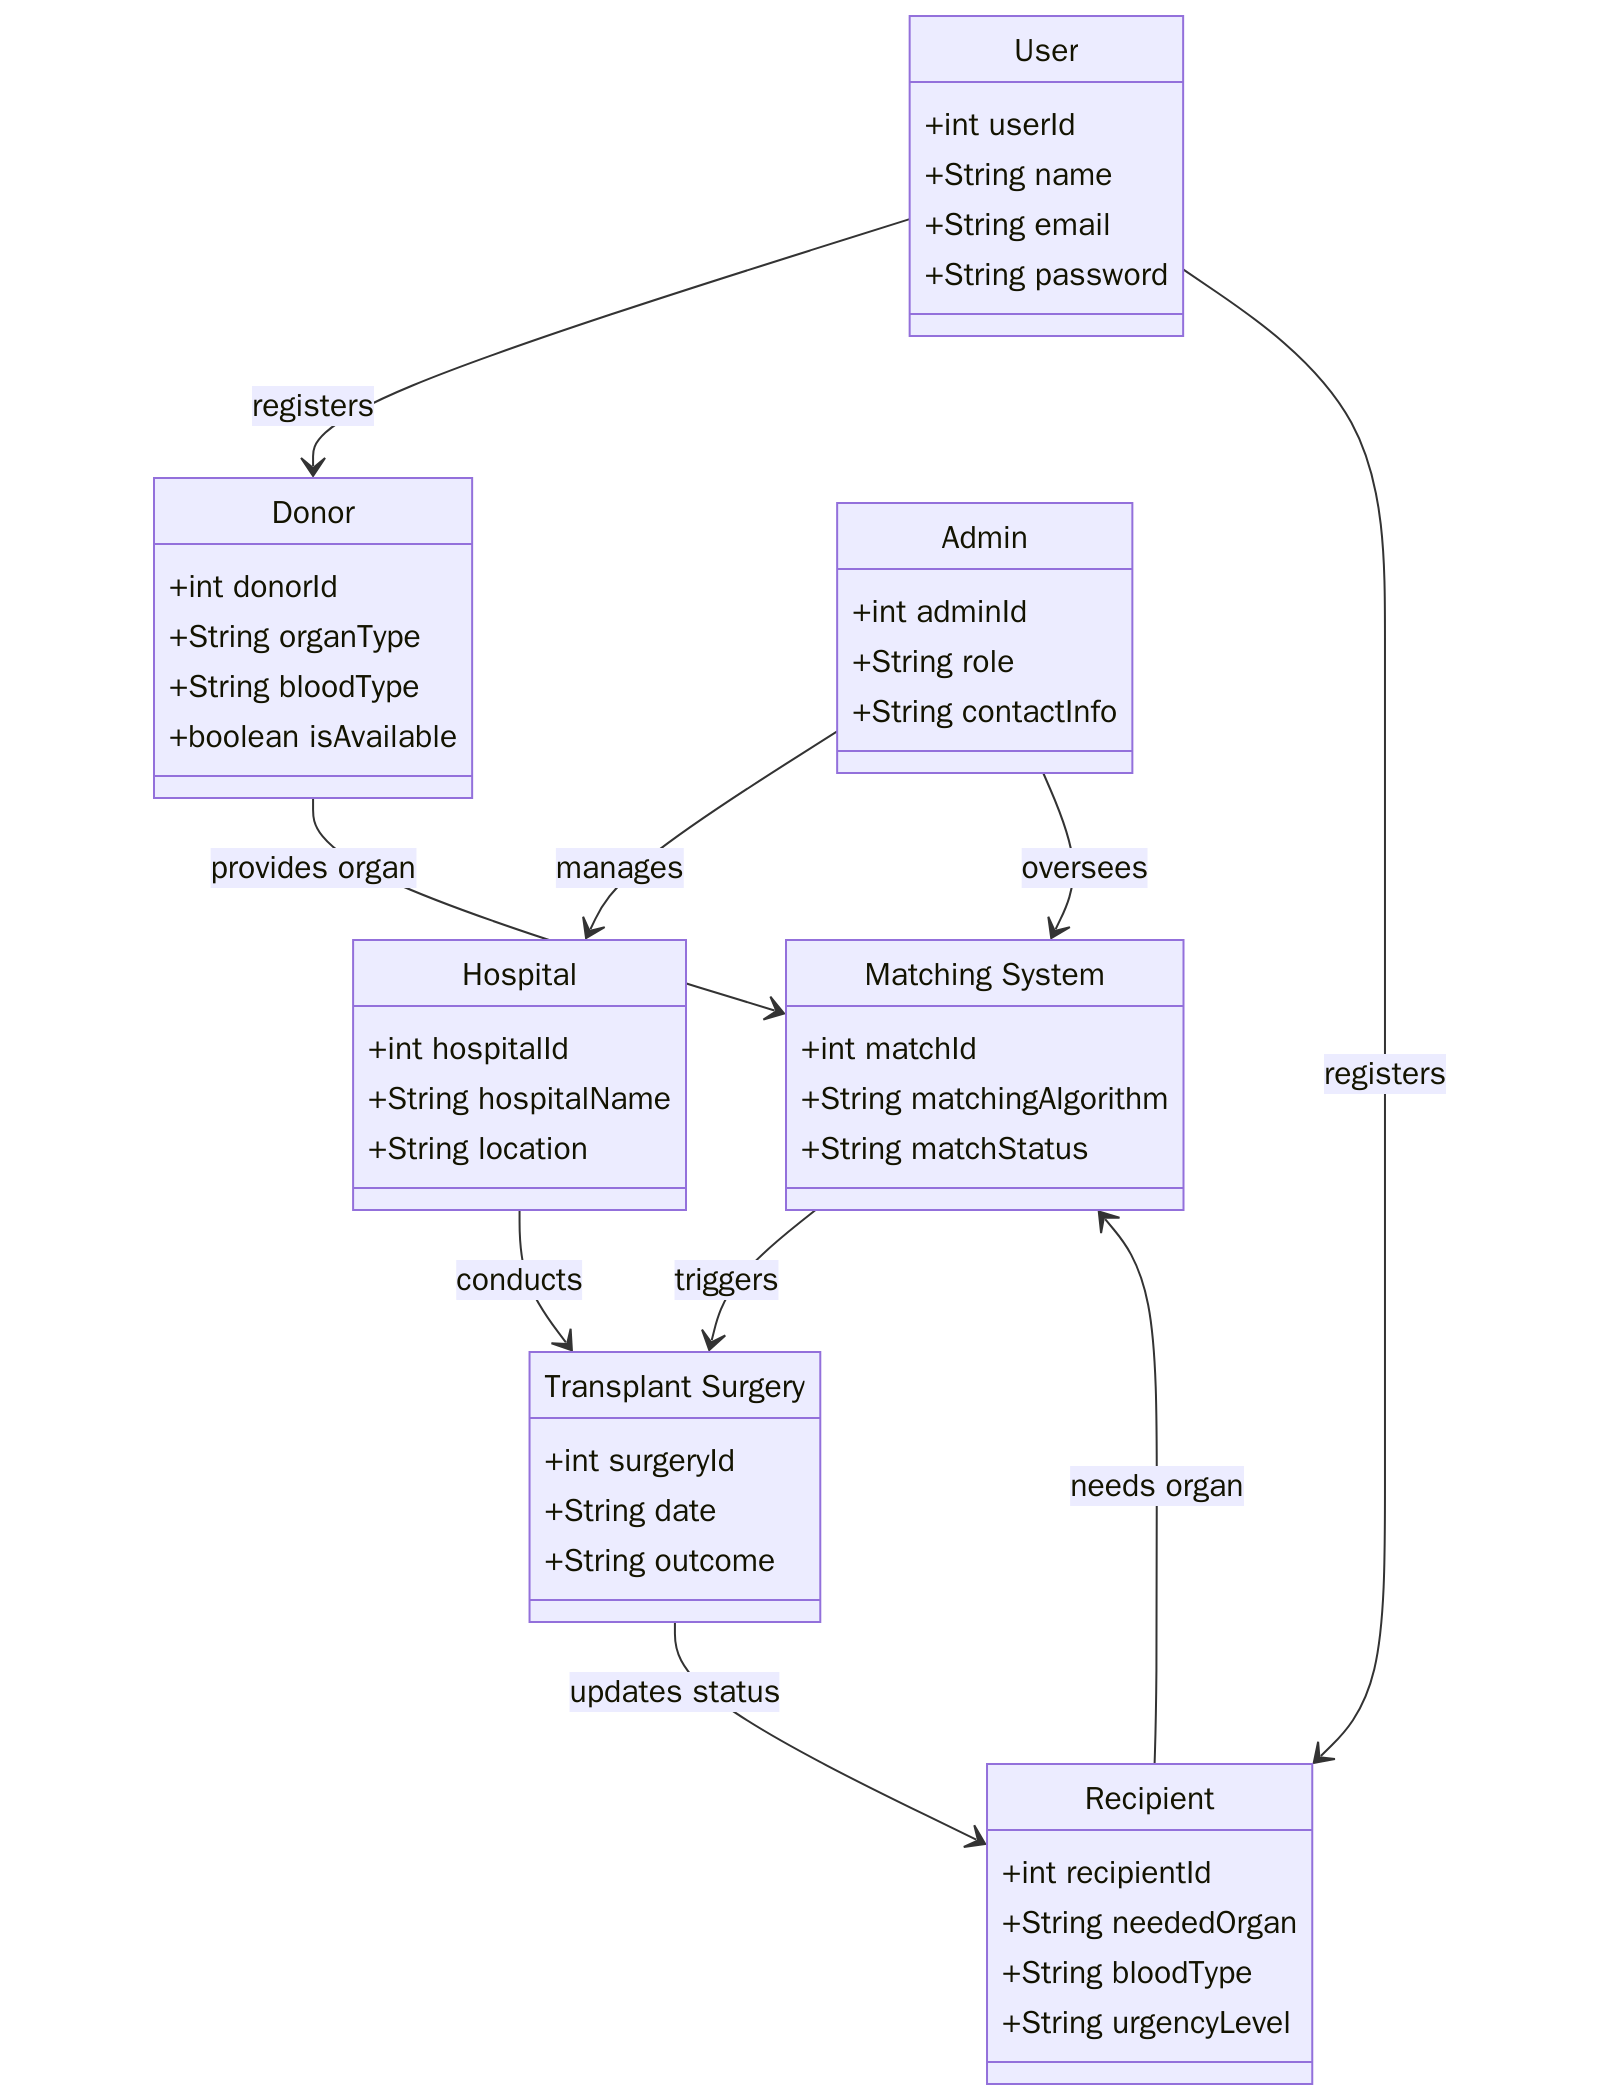 User
+int userId
+String name
+String email
+String password
registers
Donor
+int donorId
+String organType
+String bloodType
+boolean isAvailable
Admin
+int adminId
+String role
+String contactInfo
provides organ
manages
oversees
Hospital
+int hospitalId
+String hospitalName
+String location
Matching System
+int matchId
+String matchingAlgorithm
+String matchStatus
registers
conducts
triggers
Transplant Surgery
+int surgeryId
+String date
+String outcome
needs organ
updates status
Recipient
+int recipientId
+String neededOrgan
+String bloodType
+String urgencyLevel